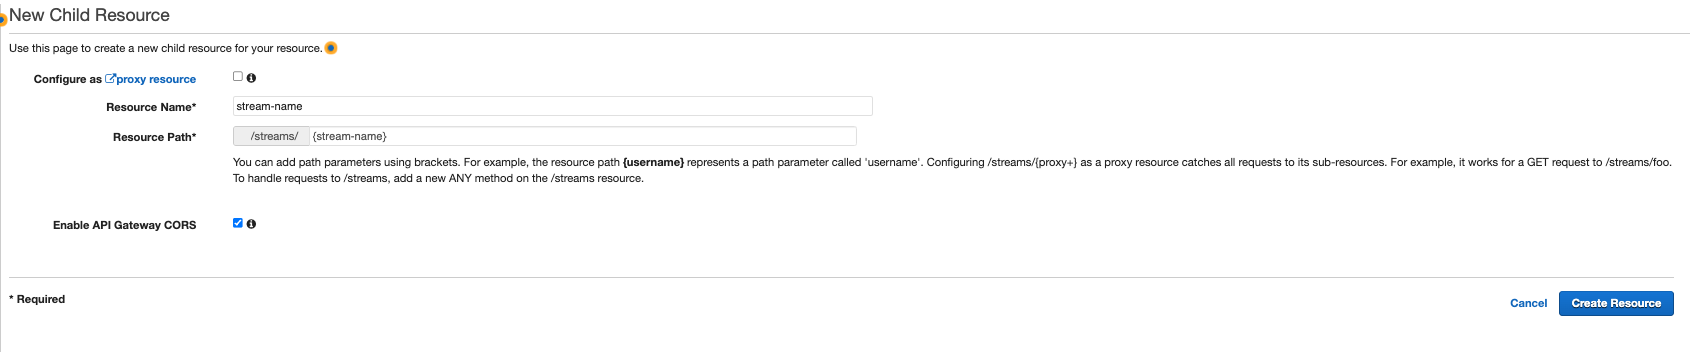 New Child Resource
Use this page to create a new child resource for your resource.
Configure as proxy resource
Resource Name* stream-name
Resource Path* /streams/ {stream-name}
You can add path parameters using brackets. For example, the resource path {username} represents a path parameter called 'username'. Configuring /streams/{proxy+} as a proxy resource catches all requests to its sub-resources. For example, it works for a GET request to /streams/foo.
To handle requests to /streams, add a new ANY method on the /streams resource.
Enable API Gateway CORS
* Required
Cancel Create Resource